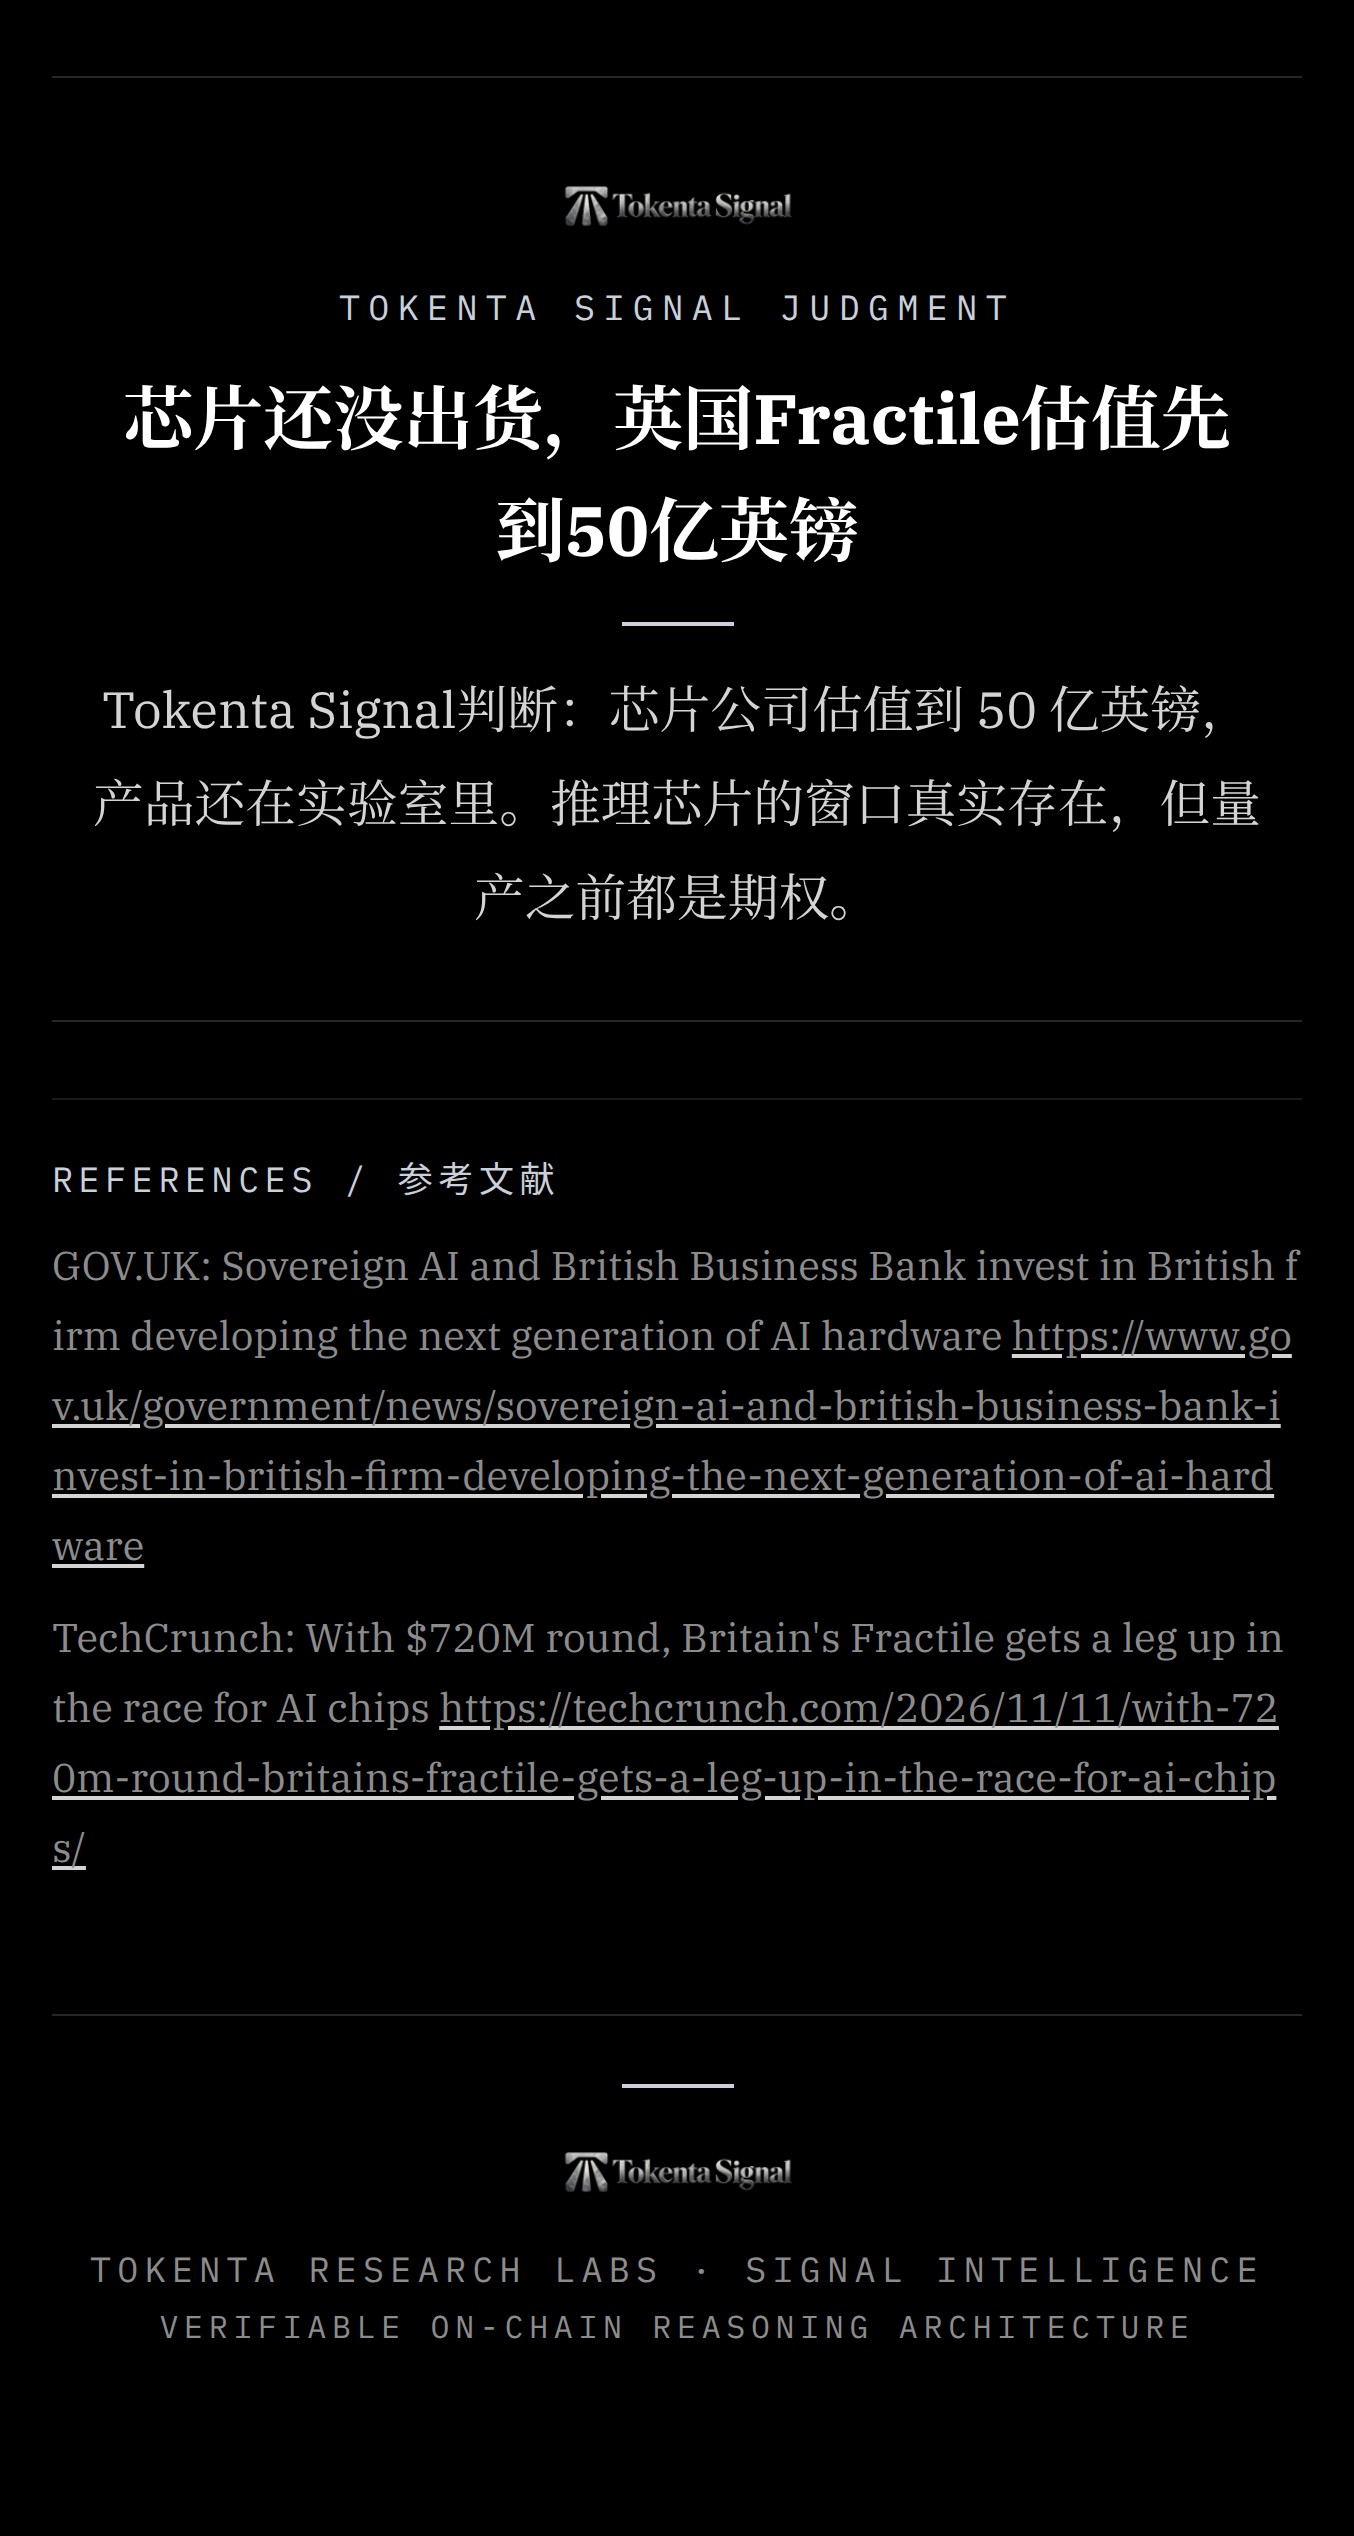 Tokenta Signal
TOKENTA SIGNAL JUDGMENT
芯片还没出货，英国Fractile估值先
到50亿英镑
Tokenta Signal判断：芯片公司估值到 50 亿英镑，
产品还在实验室里。推理芯片的窗口真实存在，但量
产之前都是期权。
REFERENCES / 参考文献
GOV.UK: Sovereign AI and British Business Bank invest in British f
irm developing the next generation of AI hardware https://www.go
v.uk/government/news/sovereign-ai-and-british-business-bank-i
nvest-in-british-firm-developing-the-next-generation-of-ai-hard
ware
TechCrunch: With $720M round, Britain's Fractile gets a leg up in
the race for AI chips https://techcrunch.com/2026/11/11/with-72
0m-round-britains-fractile-gets-a-leg-up-in-the-race-for-ai-chip
s/
Tokenta Signal
TOKENTA RESEARCH LABS · SIGNAL INTELLIGENCE
VERIFIABLE ON-CHAIN REASONING ARCHITECTURE